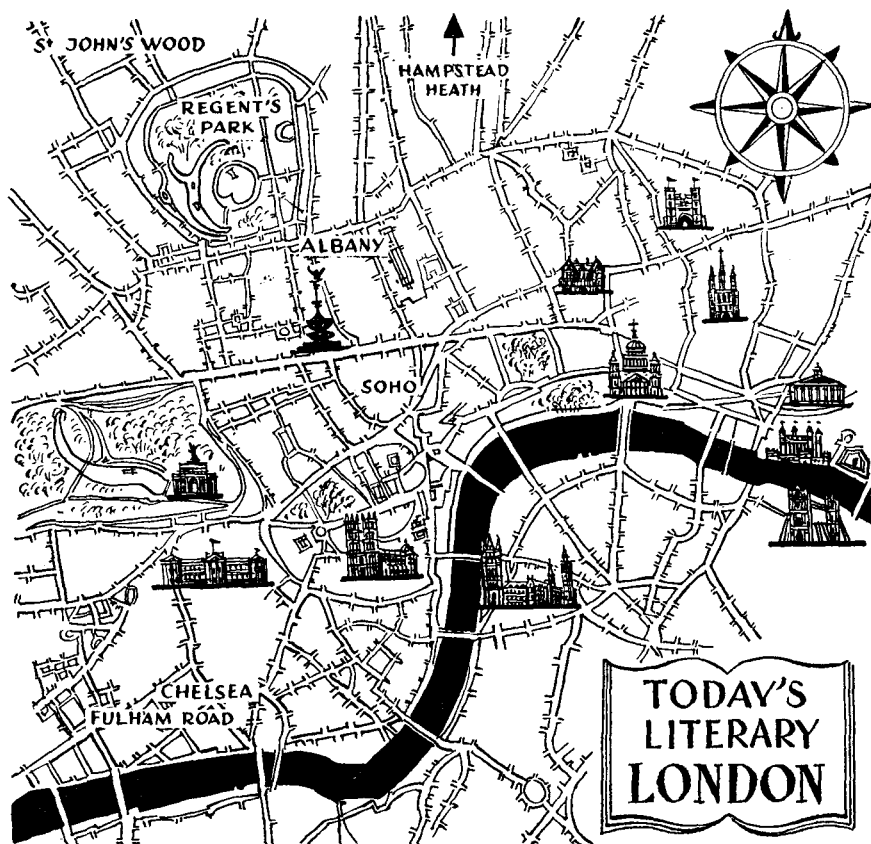 St JOHN'S WOOD
HAMPSTEAD
HEATH
N
REGENT'S
PARK
ALBANY
SOHO
CHELSEA
FULHAM ROAD
TODAY'S
LITERARY
LONDON